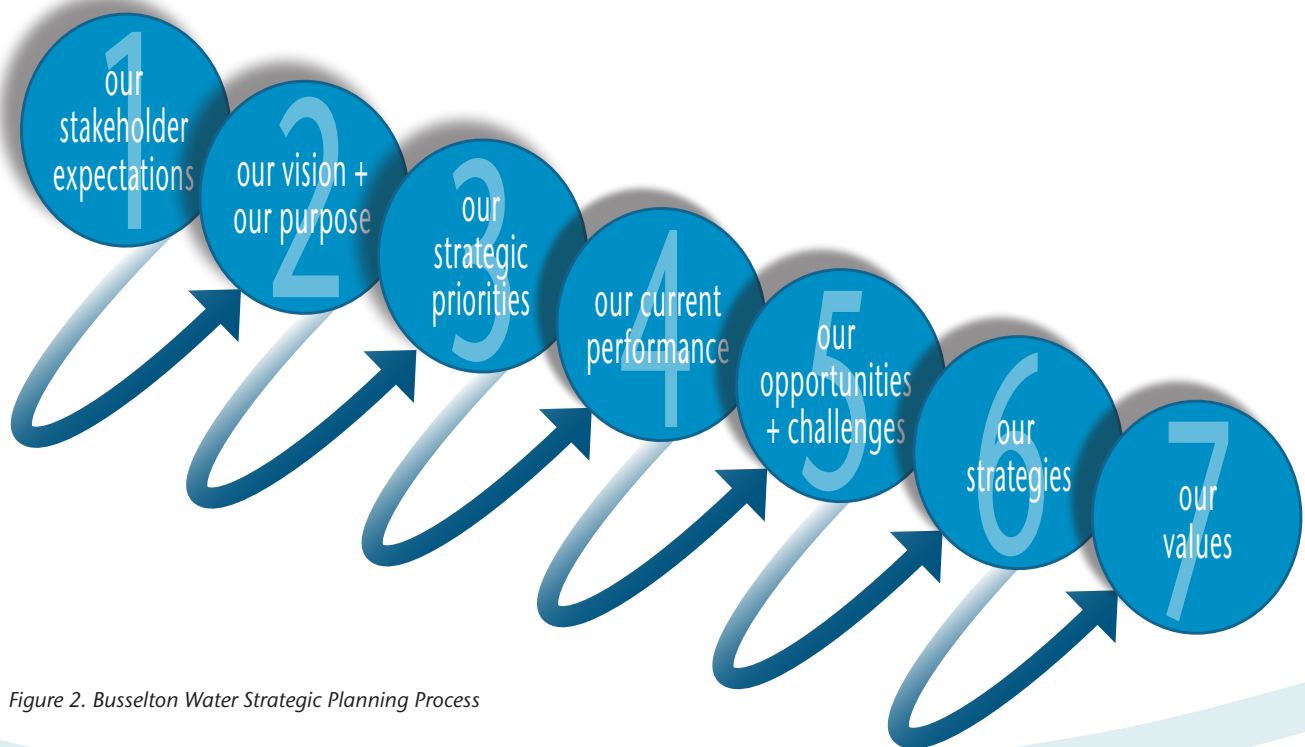 1
our
stakeholder
expectations
2
our vision +
our purpose
3
our
strategic
priorities
4
our current
performance
5
our
opportunities
+ challenges
6
our
strategies
7
our
values
Figure 2. Busselton Water Strategic Planning Process